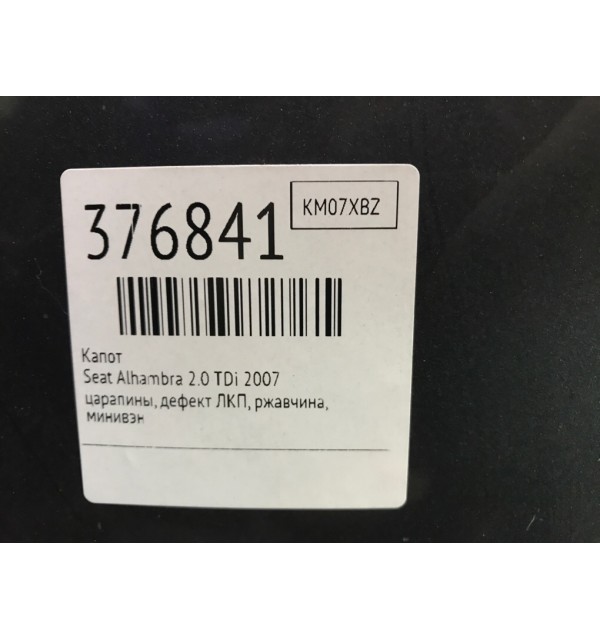 376841
KM07XBZ
Капот
Seat Alhambra 2.0 TDi 2007
царапины, дефект ЛКП, ржавчина,
минивэн